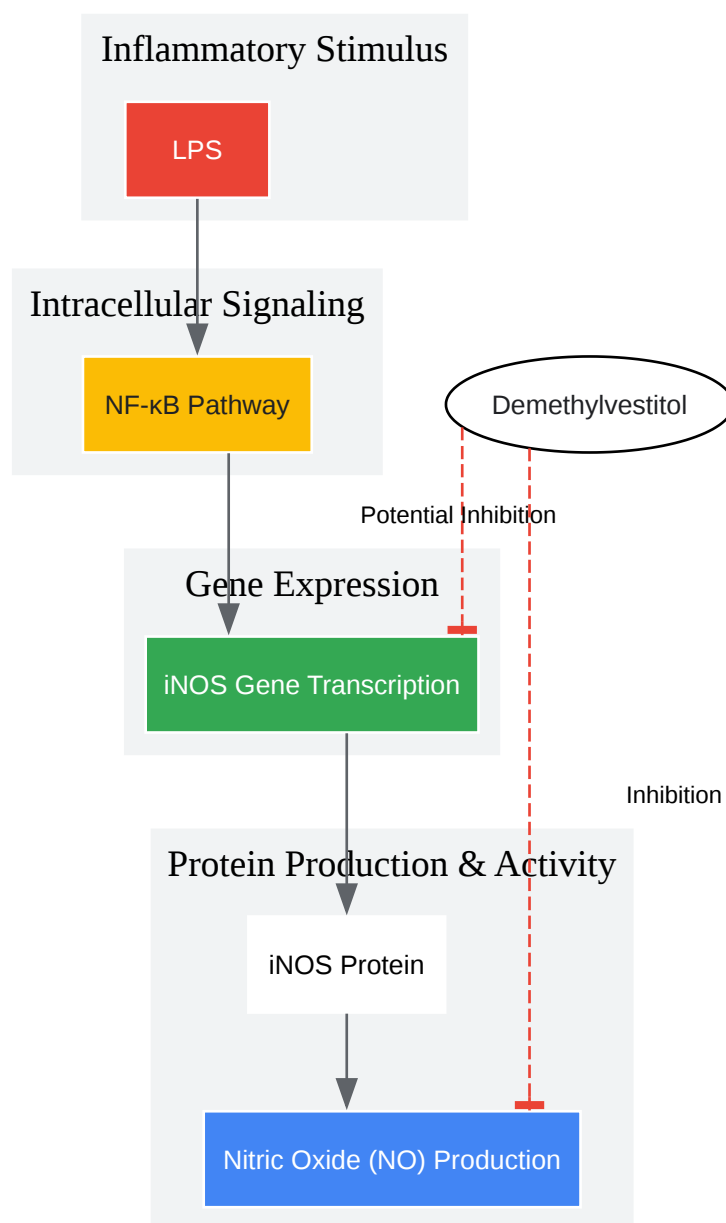 Inflammatory Stimulus
LPS
Intracellular Signaling
NF-κB Pathway
Demethylvestitol
Potential Inhibition
Gene Expression
iNOS Gene Transcription
Inhibition
Protein Production & Activity
iNOS Protein
Nitric Oxide (NO) Production